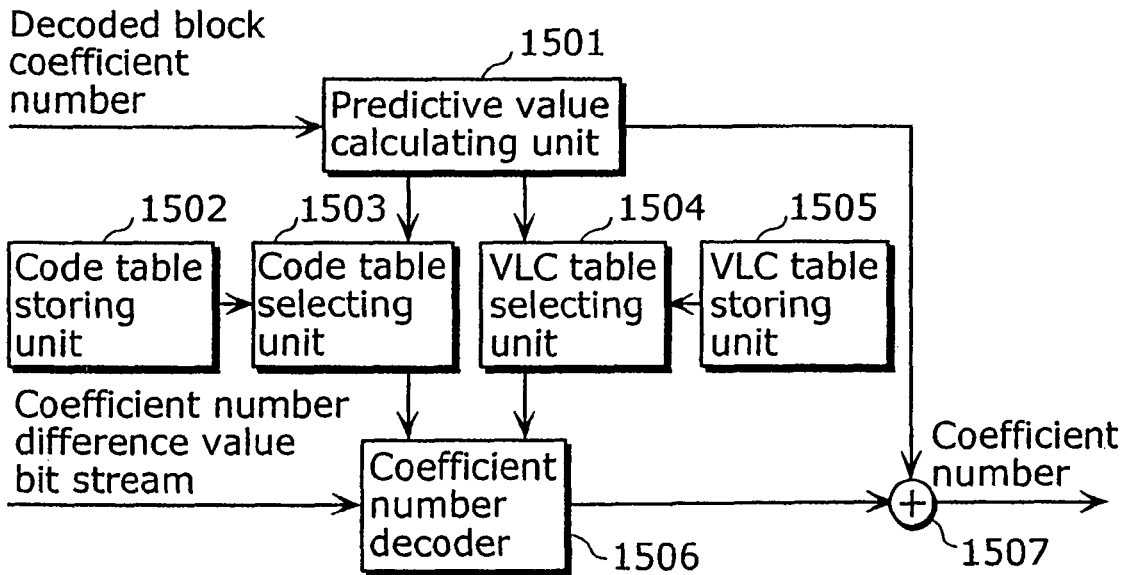 Decoded block
coefficient
number
1501
Predictive value
calculating unit
1502
1503
1504
1505
Code table
storing
unit
Code table
selecting
unit
VLC table
selecting
unit
VLC table
storing
unit
Coefficient number
difference value
bit stream
Coefficient
number
decoder
1506
Coefficient
number
+
1507